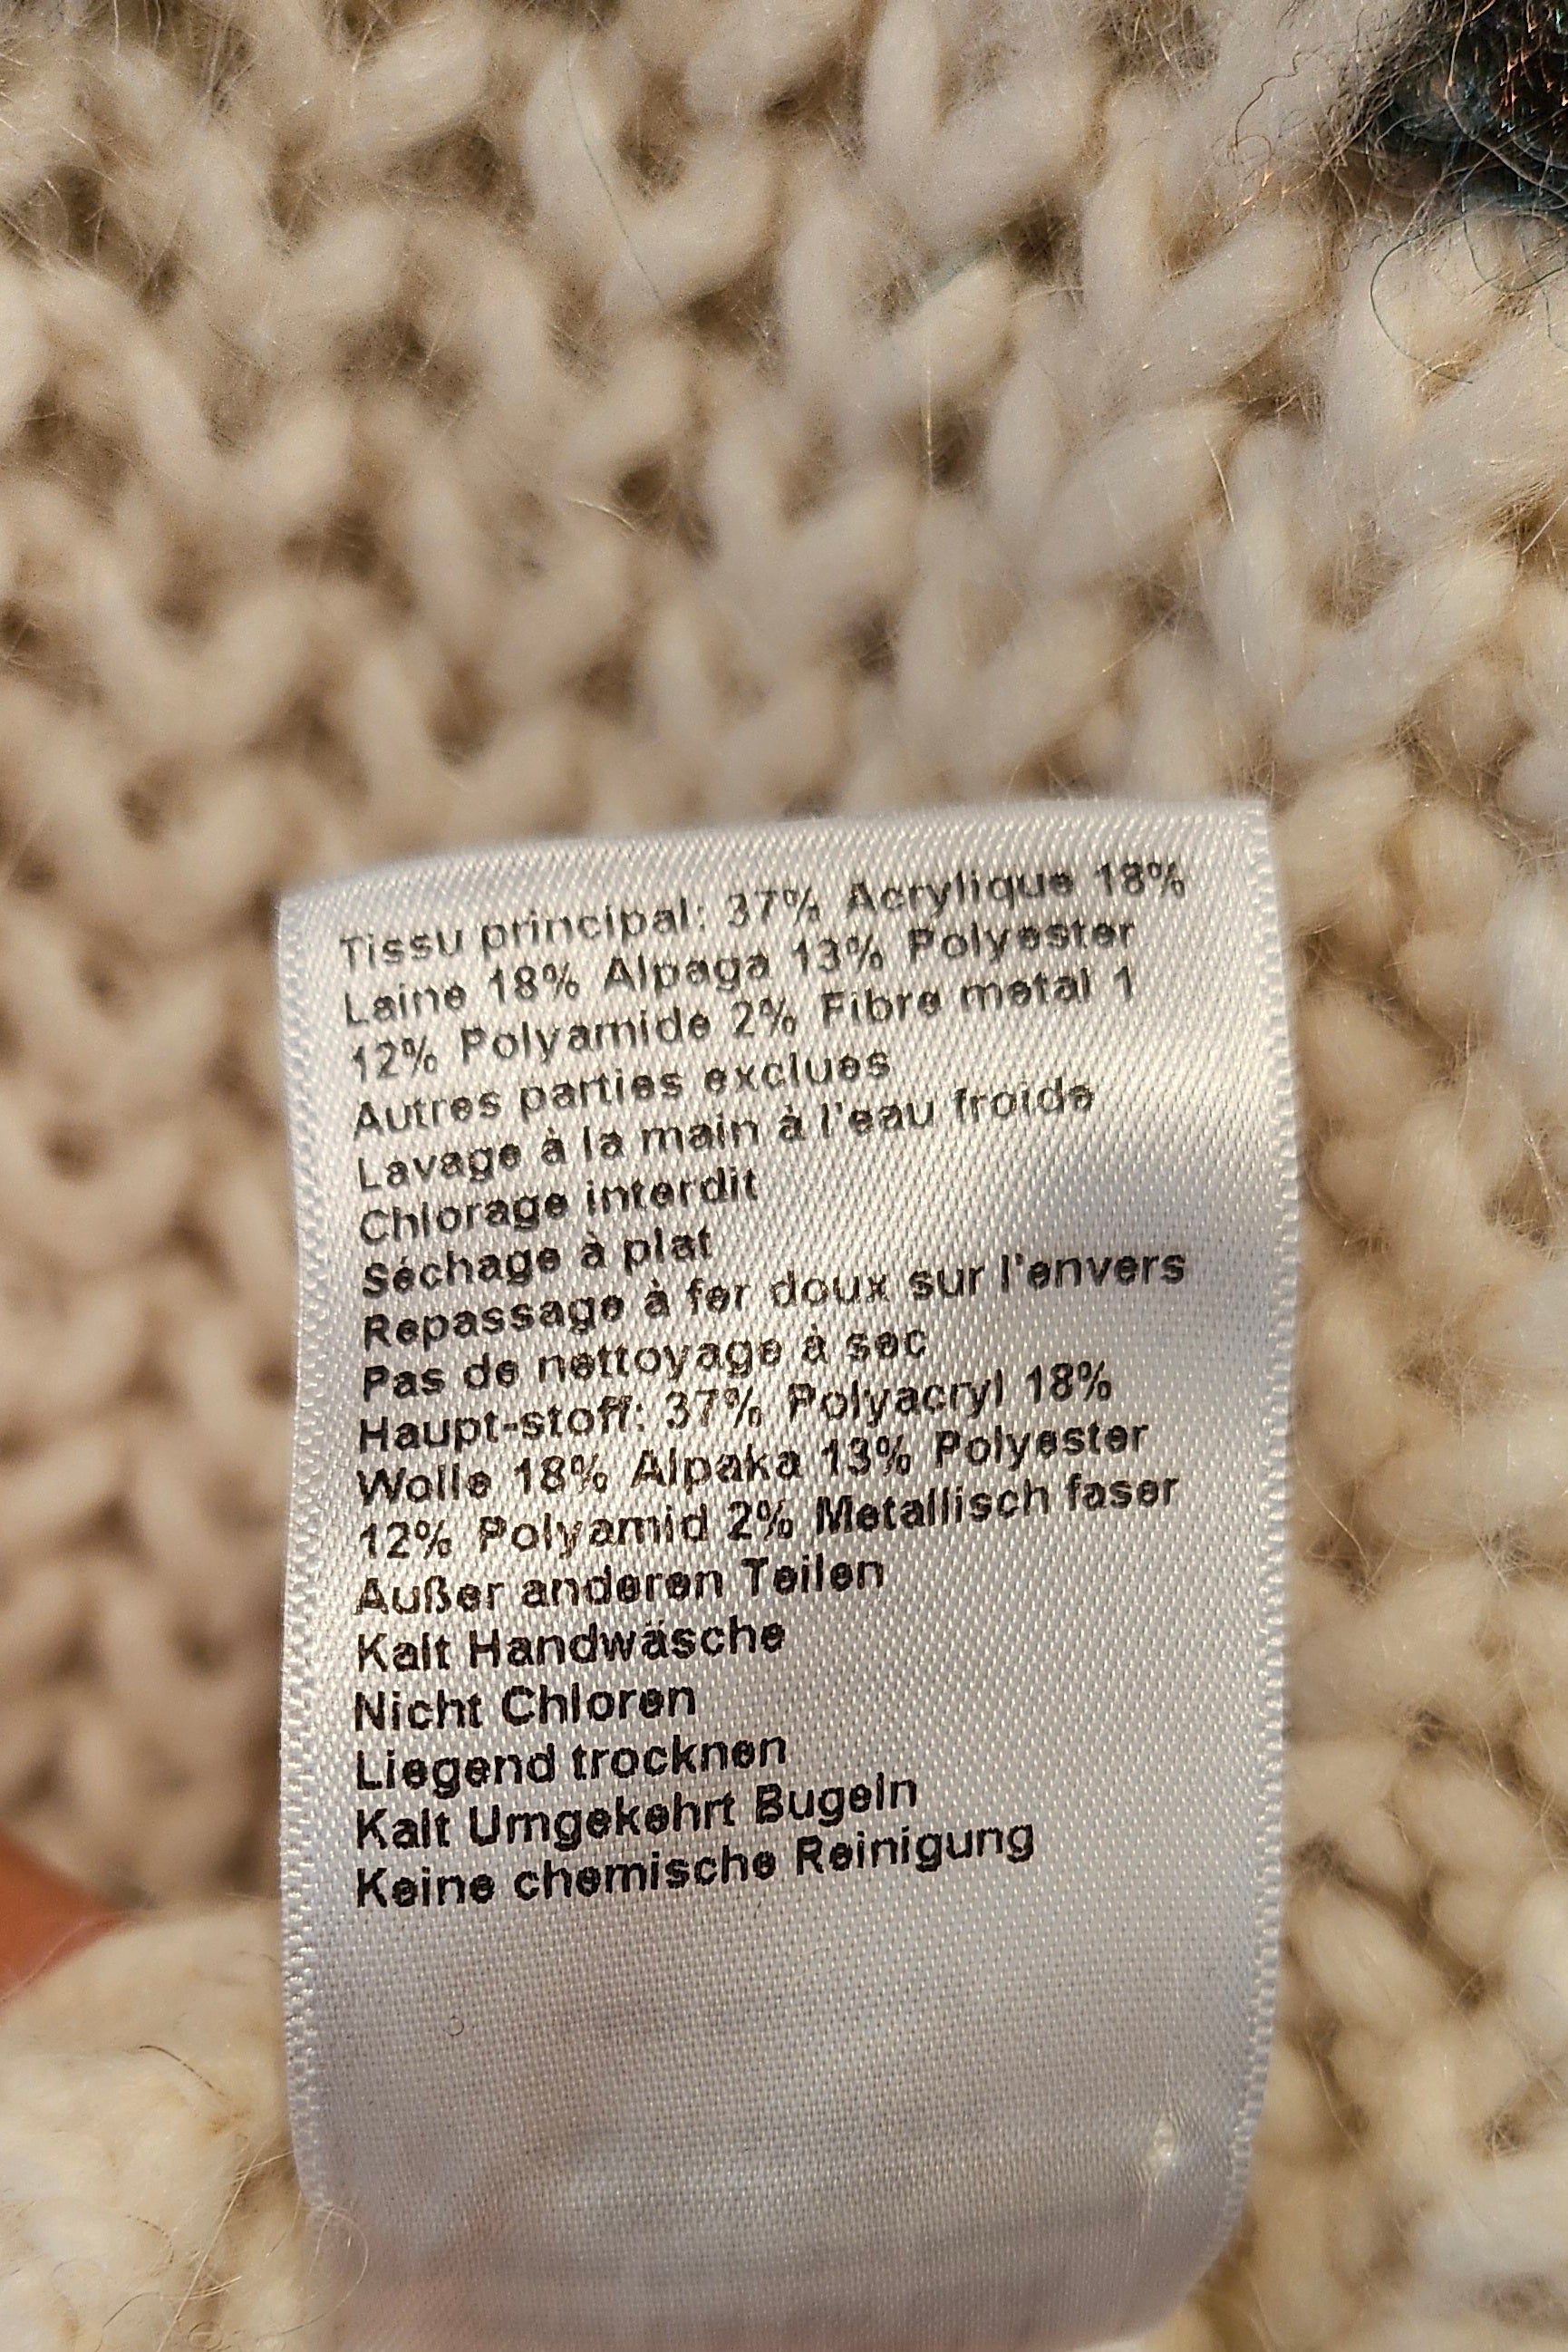 Tissu principal: 37% Acrylique 18%
Laine 18% Alpaga 13% Polyester
12% Polyamide 2% Fibre metal 1
Autres parties exclues
Lavage à la main à l'eau froide
Chlorage interdit
Séchage à plat
Repassage à fer doux sur l'envers
Pas de nettoyage à sec
Haupt-stoff: 37% Polyacryl 18%
Wolle 18% Alpaka 13% Polyester
12% Polyamid 2% Metallisch faser
Außer anderen Teilen
Kalt Handwäsche
Nicht Chloren
Liegend trocknen
Kalt Umgekehrt Bugeln
Keine chemische Reinigung